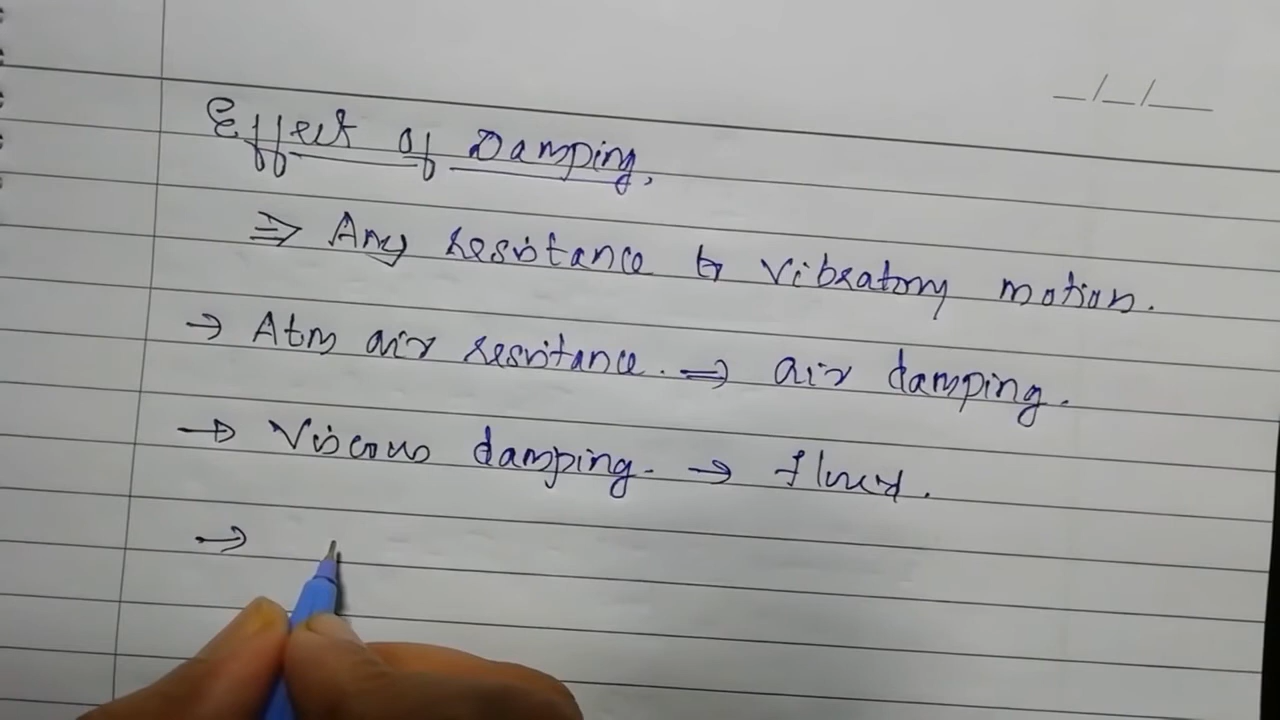 Effect of Damping,
⇒ Any resistance to Vibratory motion.
→ Atm air resistance. ⇒ air damping.
→ Viscous damping. → fluid.
→